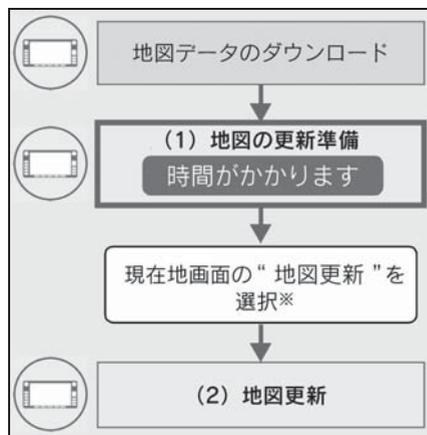 地図データのダウンロード
(1) 地図の更新準備
時間がかかります
現在地画面の“ 地図更新 ”を
選択※
(2) 地図更新